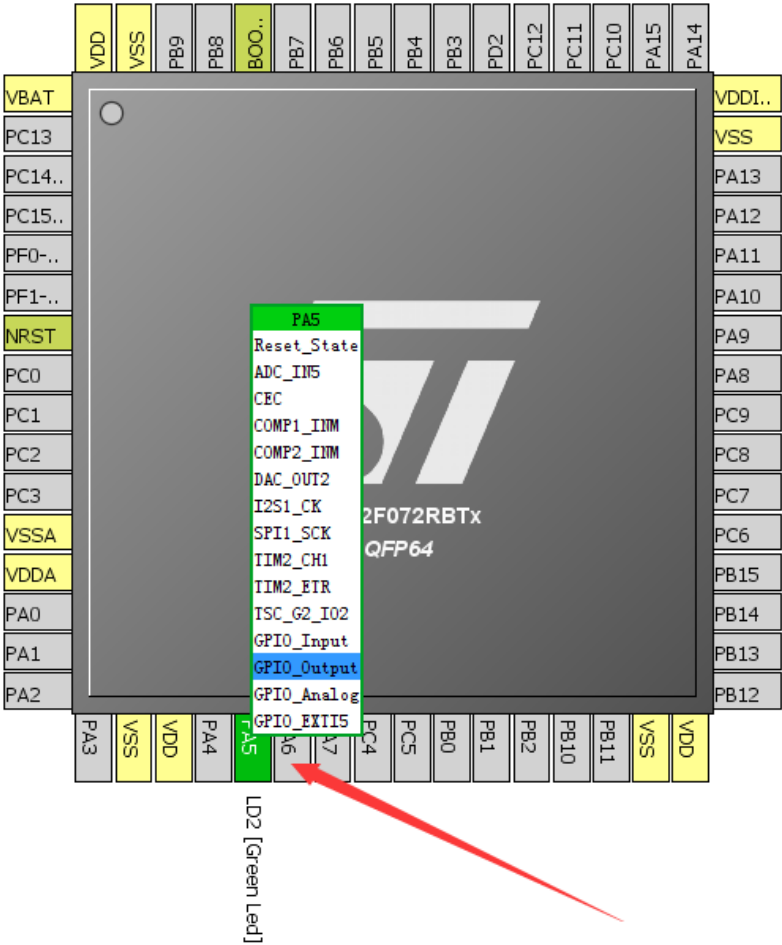 VDD
VSS
PB9
PB8
BOO..
PB7
PB6
PB5
PB4
PB3
PD2
PC12
PC11
PC10
PA15
PA14
VBAT
PC13
PC14..
PC15..
PF0-..
PF1-..
NRST
PC0
PC1
PC2
PC3
VSSA
VDDA
PA0
PA1
PA2
VDDI..
VSS
PA13
PA12
PA11
PA10
PA9
PA8
PC9
PC8
PC7
PC6
PB15
PB14
PB13
PB12
PA5
Reset_State
ADC_IN5
CEC
COMP1_INM
COMP2_INM
DAC_OUT2
I2S1_CK
SPI1_SCK
TIM2_CH1
TIM2_ETR
TSC_G2_IO2
GPIO_Input
GPIO_Output
GPIO_Analog
GPIO_EXTI5
2F072RBTx
QFP64
PA3
VSS
VDD
PA4
PA5
A6
A7
PC4
PC5
PB0
PB1
PB2
PB10
PB11
VSS
VDD
LD2 [Green Led]